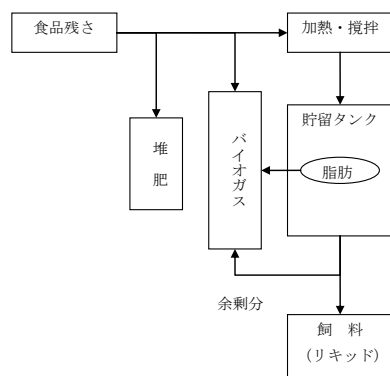 食品残さ
加熱・撹拌
堆肥
バイオガス
貯留タンク
脂肪
余剰分
飼　料
（リキッド）